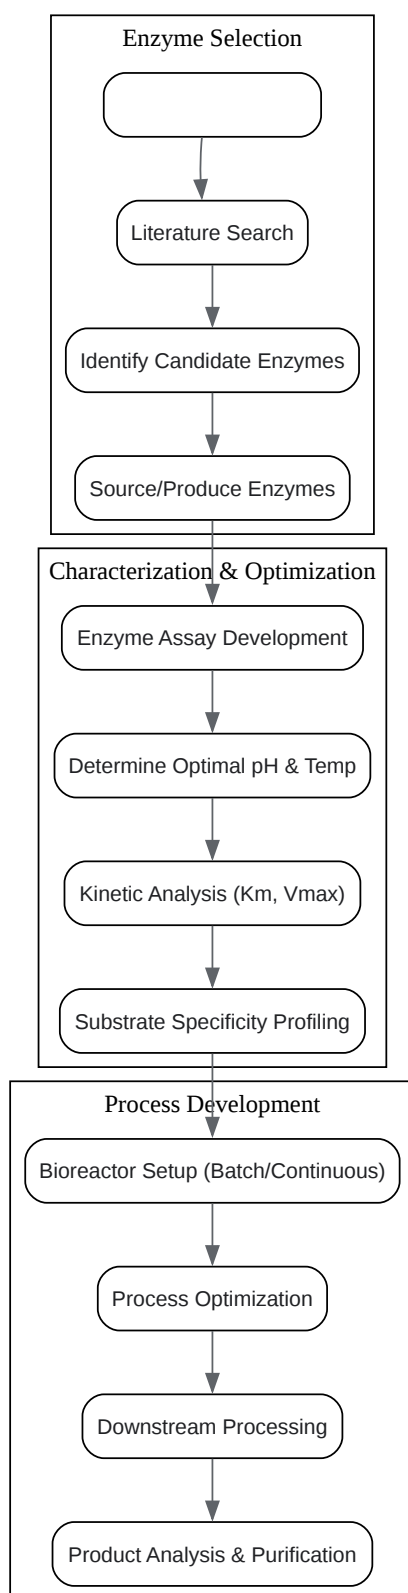 Enzyme Selection
Literature Search
Identify Candidate Enzymes
Source/Produce Enzymes
Characterization & Optimization
Enzyme Assay Development
Determine Optimal pH & Temp
Kinetic Analysis (Km, Vmax)
Substrate Specificity Profiling
Process Development
Bioreactor Setup (Batch/Continuous)
Process Optimization
Downstream Processing
Product Analysis & Purification